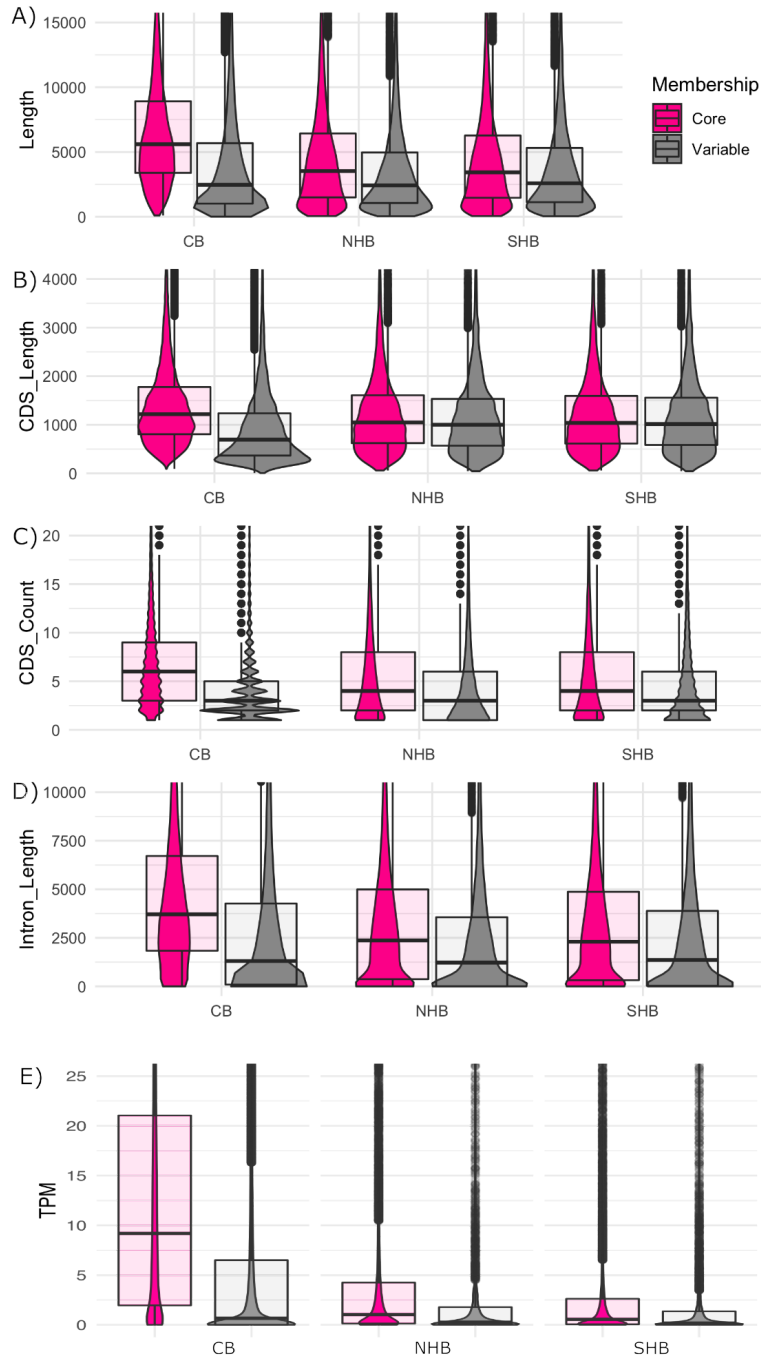 A)
Length
15000
10000
5000
0
CB
NHB
SHB
Membership
Core
Variable
B)
CDS_Length
4000
3000
2000
1000
0
CB
NHB
SHB
C)
CDS_Count
20
15
10
5
0
CB
NHB
SHB
D)
Intron_Length
10000
7500
5000
2500
0
CB
NHB
SHB
E)
TPM
25
20
15
10
5
0
CB
NHB
SHB